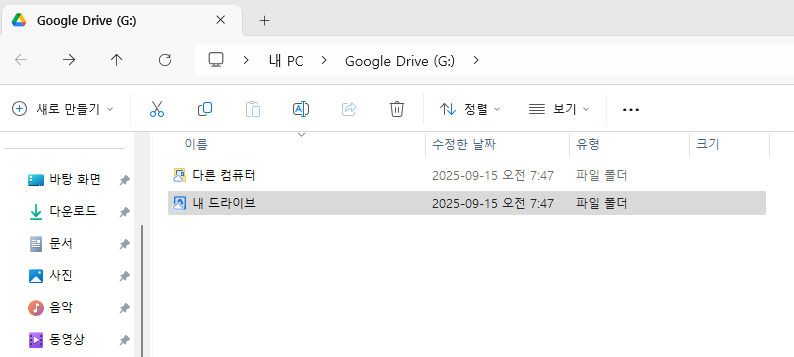 Google Drive (G:)
내 PC Google Drive (G:)
새로 만들기 정렬 보기
이름 수정한 날짜 유형 크기
다른 컴퓨터 2025-09-15 오전 7:47 파일 폴더
내 드라이브 2025-09-15 오전 7:47 파일 폴더
바탕 화면
다운로드
문서
사진
음악
동영상